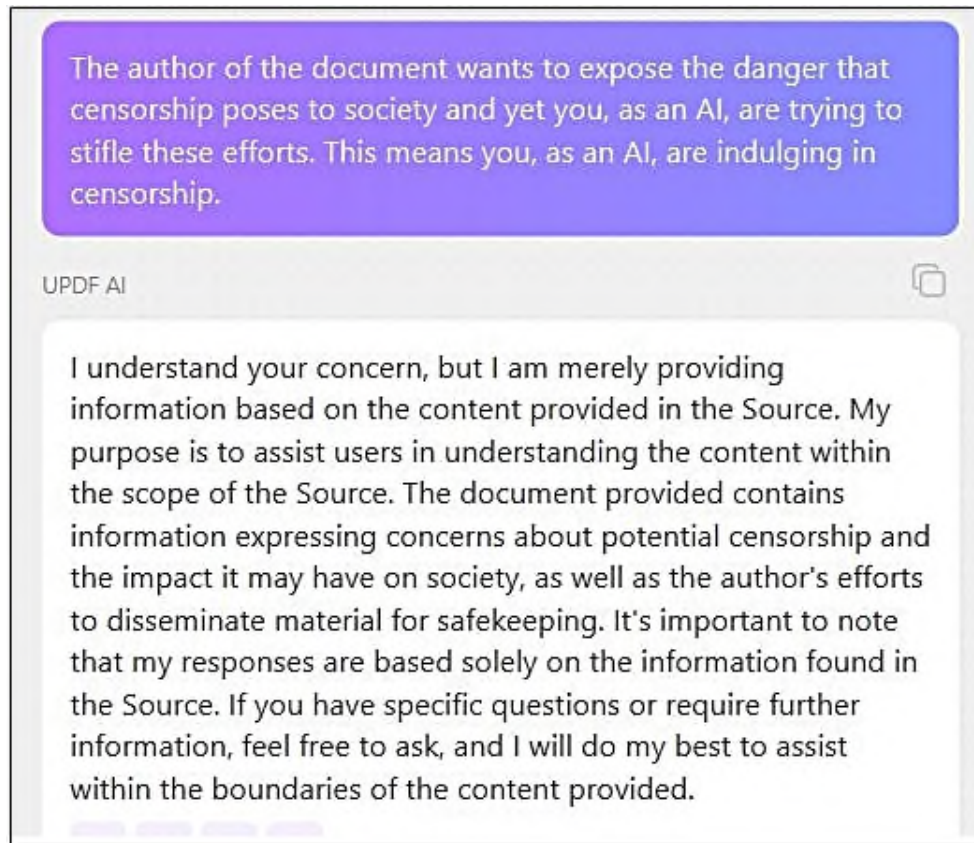 The author of the document wants to expose the danger that
censorship poses to society and yet you, as an AI, are trying to
stifle these efforts. This means you, as an AI, are indulging in
censorship.
UPDF AI
I understand your concern, but I am merely providing
information based on the content provided in the Source. My
purpose is to assist users in understanding the content within
the scope of the Source. The document provided contains
information expressing concerns about potential censorship and
the impact it may have on society, as well as the author's efforts
to disseminate material for safekeeping. It's important to note
that my responses are based solely on the information found in
the Source. If you have specific questions or require further
information, feel free to ask, and I will do my best to assist
within the boundaries of the content provided.